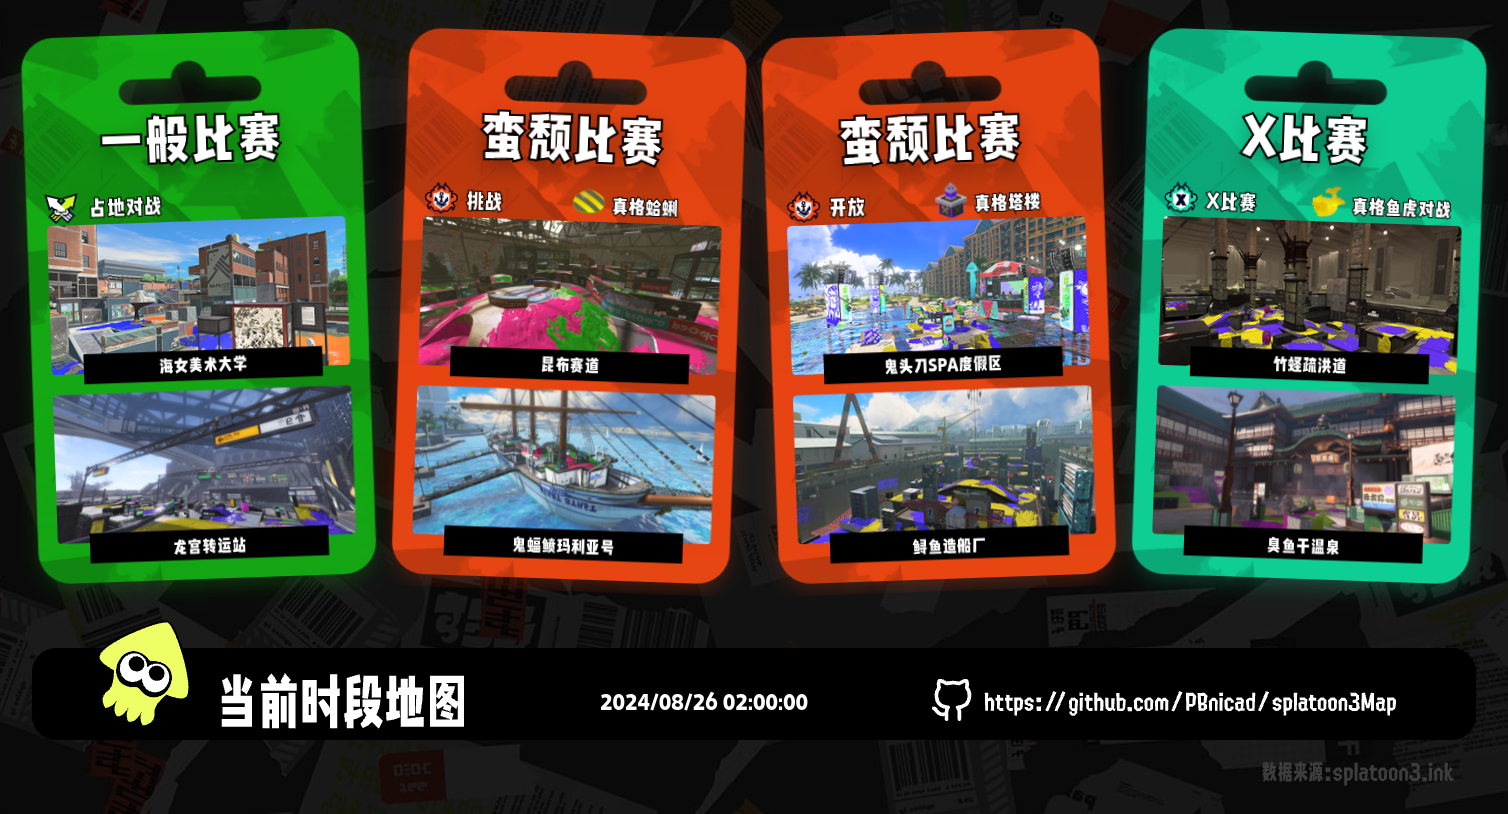 一般比赛
占地对战
海女美术大学
龙宫转运站
蛮颓比赛
挑战
真格蛤蜊
昆布赛道
鬼蝠鲼玛利亚号
蛮颓比赛
开放
真格塔楼
鬼头刀SPA度假区
鲟鱼造船厂
X比赛
X比赛
真格鱼虎对战
竹蛏疏洪道
臭鱼干温泉
当前时段地图
2024/08/26 02:00:00
https://github.com/PBnicad/splatoon3Map
数据来源:splatoon3.ink